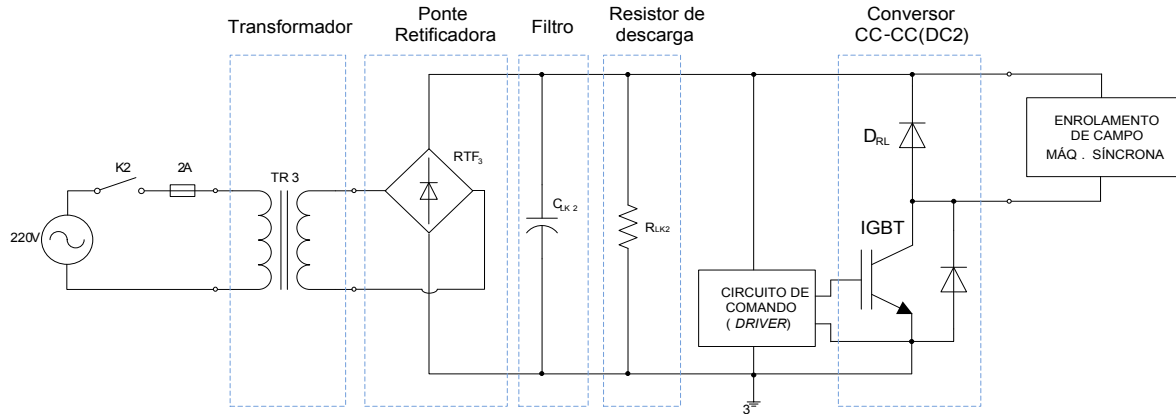 Transformador
Ponte
Retificadora
Filtro
Resistor de
descarga
Conversor
CC-CC(DC2)
K2
2A
TR 3
RTF3
220V
CLK 2
RLK2
DRL
IGBT
CIRCUITO DE
COMANDO
( DRIVER)
ENROLAMENTO
DE CAMPO
MÁQ . SÍNCRONA
3